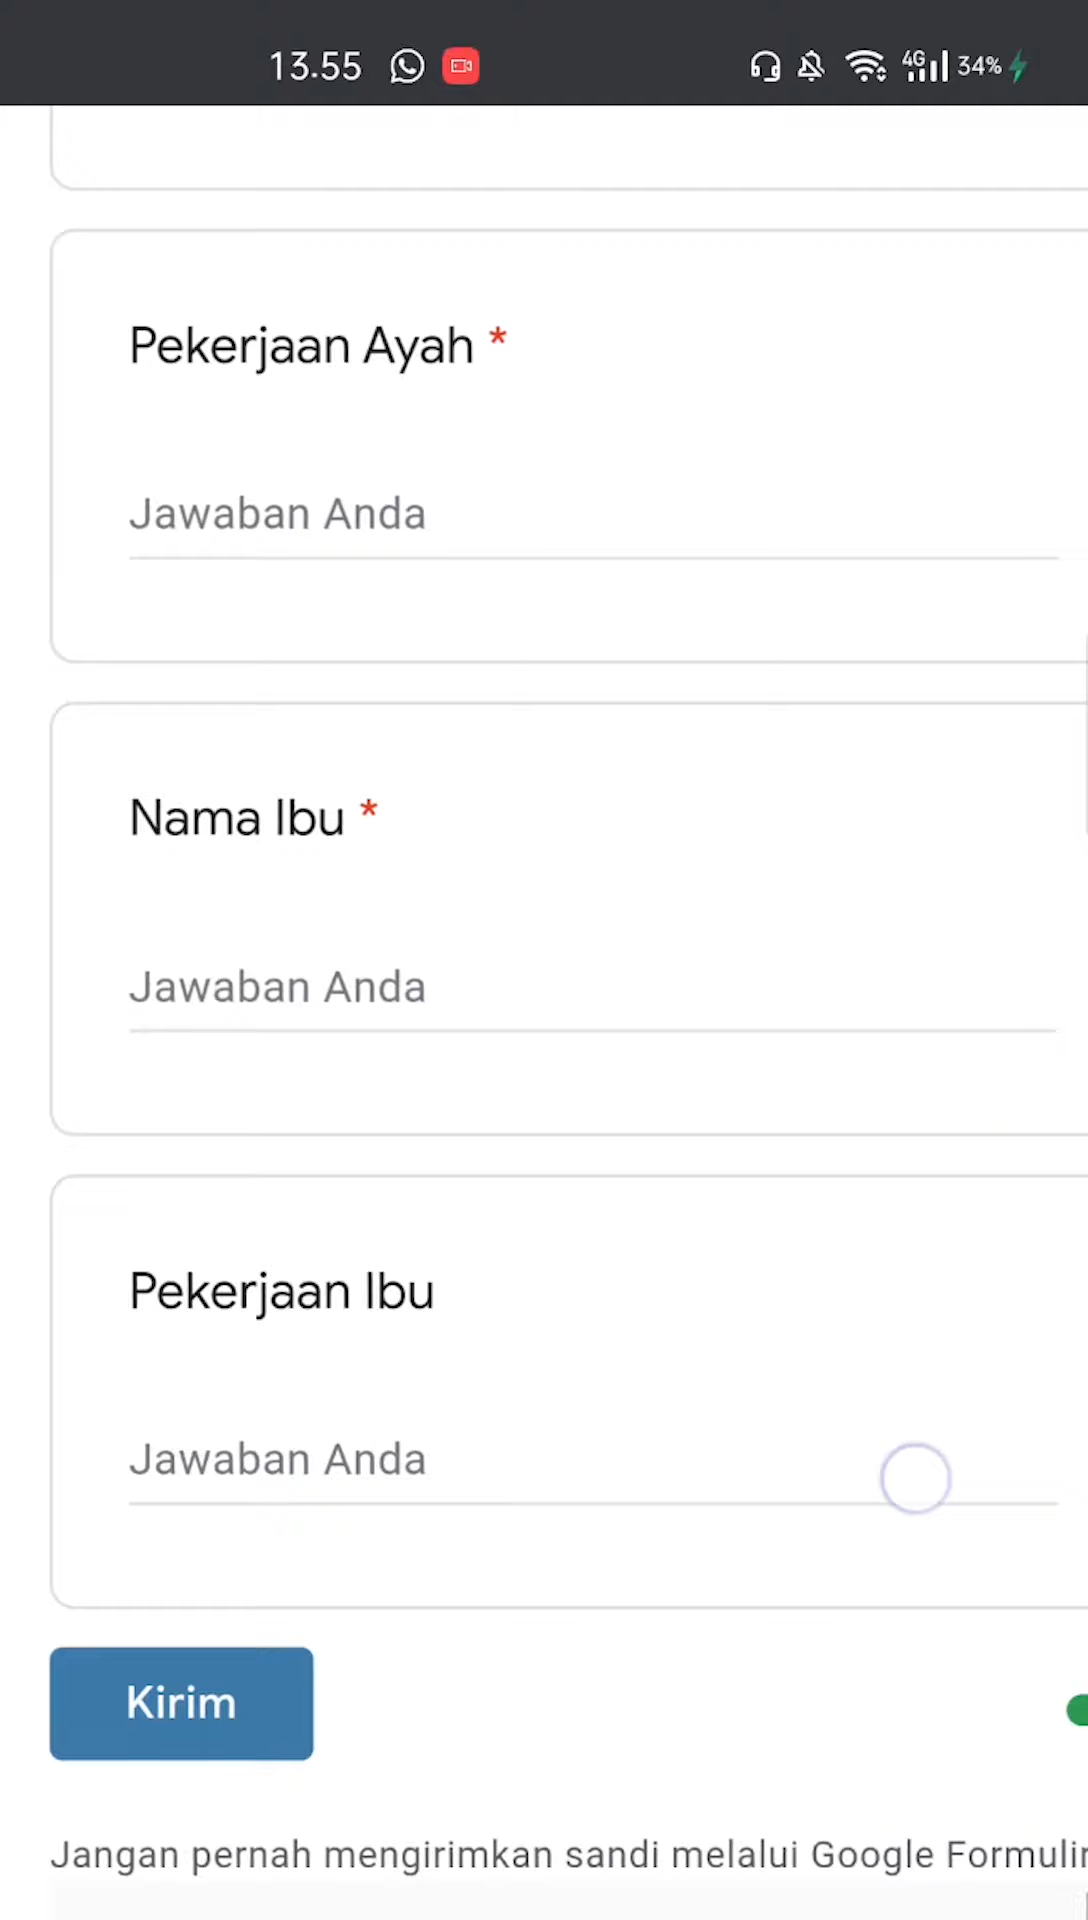 13.55
4G 34%
Pekerjaan Ayah *
Jawaban Anda
Nama Ibu *
Jawaban Anda
Pekerjaan Ibu
Jawaban Anda
Kirim
Jangan pernah mengirimkan sandi melalui Google